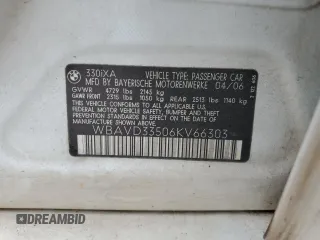 330iXA VEHICLE TYPE: PASSENGER CAR
MFD BY BAYERISCHE MOTORENWERKE 04/06
GVWR 4729 lbs 2145 kg
GAWR FRONT 2315 lbs 1050 kg REAR 2513 lbs 1140 kg
THIS VEHICLE CONFORMS TO ALL APPLICABLE
U.S. FEDERAL MOTOR VEHICLE SAFETY, BUMPER AND
THEFT PREVENTION STANDARDS IN EFFECT ON THE
DATE OF MANUFACTURE SHOWN ABOVE
WBAVD33506KV66303
DREAMBID